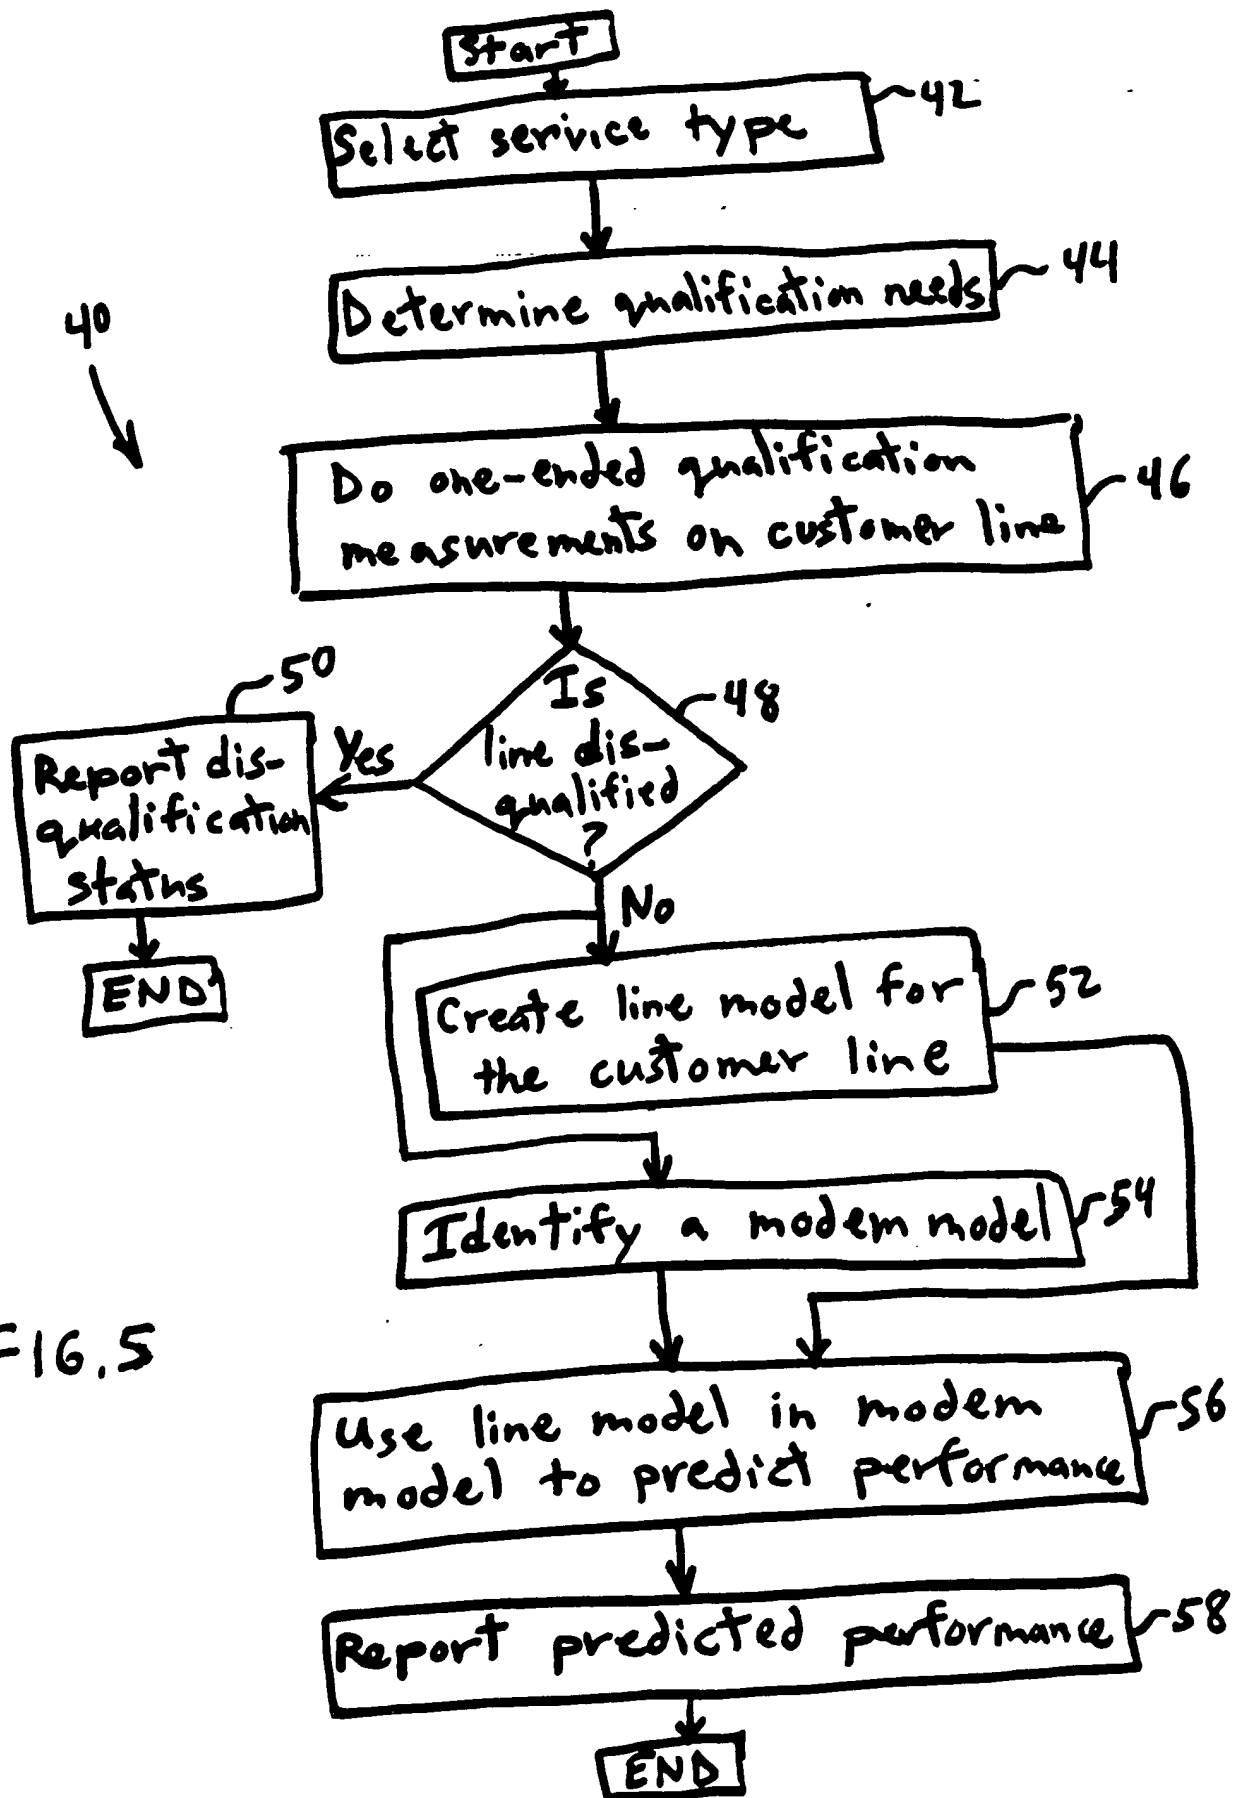 Start
Select service type
42
Determine qualification needs
44
40
Do one-ended qualification
measurements on customer line
46
Is
line dis-
qualified
?
48
Yes
50
Report dis-
qualification
status
END
No
Create line model for
the customer line
52
Identify a modem model
54
FIG. 5
Use line model in modem
model to predict performance
56
Report predicted performance
58
END